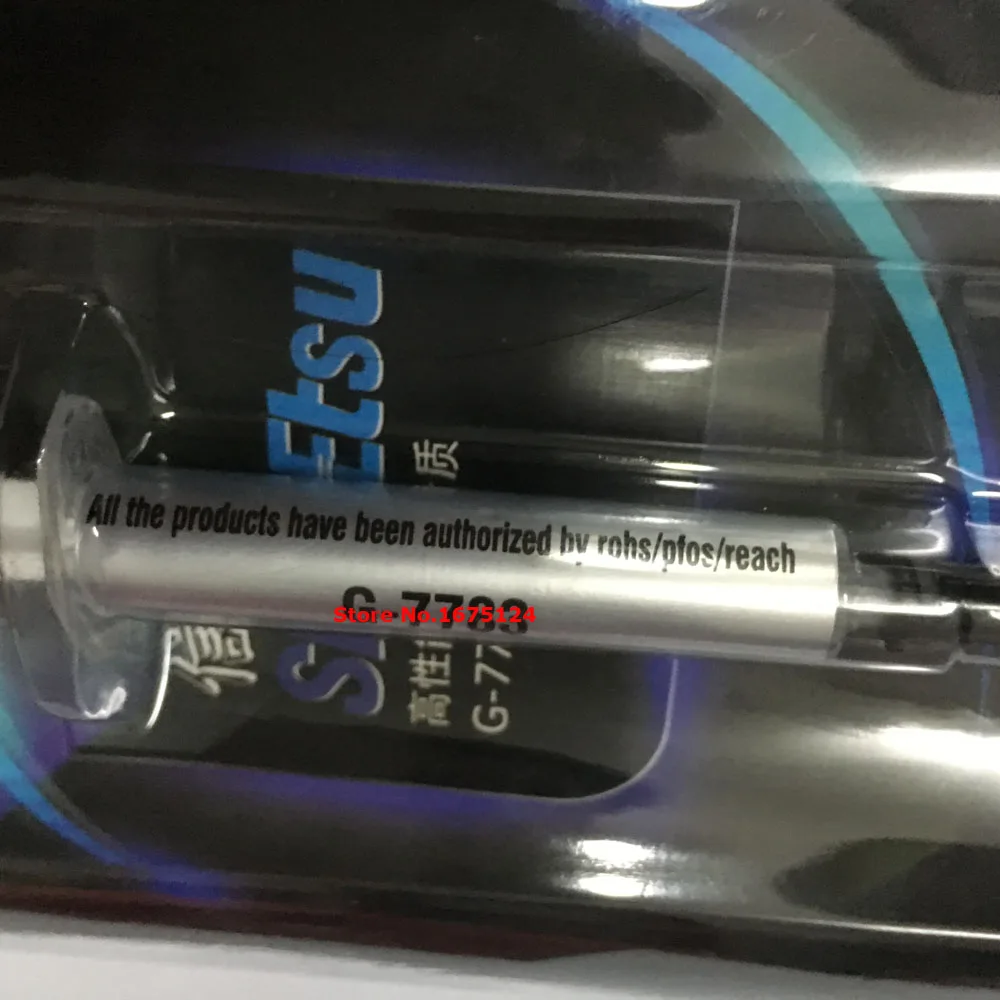 All the products have been authorized by rohs/pfos/reach
G-7783
Store No.1675124
Etsu
信
质
高性
G-77